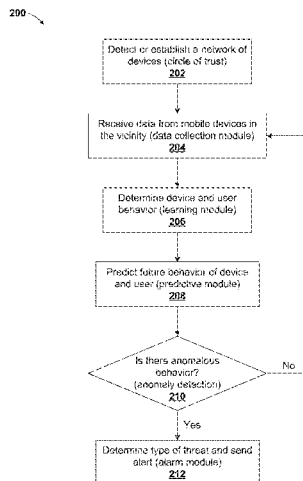 200
Detect or establish a network of
devices (circle of trust)
202
Receive data from mobile devices in
the vicinity (data collection module)
204
Determine device and user
behavior (learning module)
206
Predict future behavior of device
and user (predictive module)
208
Is there anomalous
behavior?
(anomaly detection)
210
No
Yes
Determine type of threat and send
alert (alarm module)
212